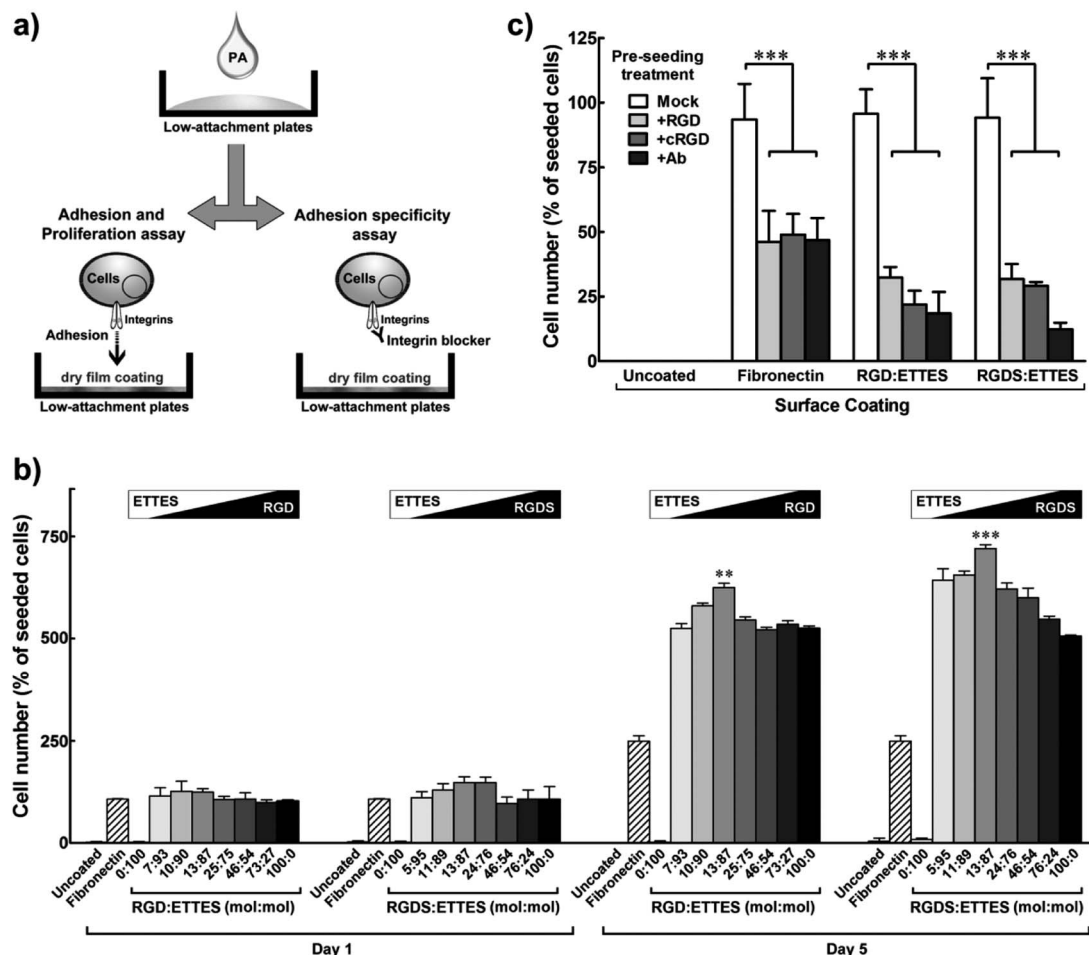 a)
PA
Low-attachment plates
Adhesion and
Proliferation assay
Cells
Integrins
Adhesion
dry film coating
Low-attachment plates
Adhesion specificity
assay
Cells
Integrins
Integrin blocker
dry film coating
Low-attachment plates
c)
Cell number (% of seeded cells)
125
100
75
50
25
0
Pre-seeding
treatment
Mock
+RGD
+cRGD
+Ab
***
***
***
Uncoated
Fibronectin
RGD:ETTES
RGDS:ETTES
Surface Coating
b)
Cell number (% of seeded cells)
750
500
250
0
ETTES
RGD
ETTES
RGDS
ETTES
RGD
ETTES
RGDS
**
***
Uncoated
Fibronectin
0:100
7:93
10:90
13:87
25:75
46:54
73:27
100:0
RGD:ETTES (mol:mol)
Uncoated
Fibronectin
0:100
5:95
11:89
13:87
24:76
46:54
76:24
100:0
RGDS:ETTES (mol:mol)
Day 1
Uncoated
Fibronectin
0:100
7:93
10:90
13:87
25:75
46:54
73:27
100:0
RGD:ETTES (mol:mol)
Uncoated
Fibronectin
0:100
5:95
11:89
13:87
24:76
46:54
76:24
100:0
RGDS:ETTES (mol:mol)
Day 5